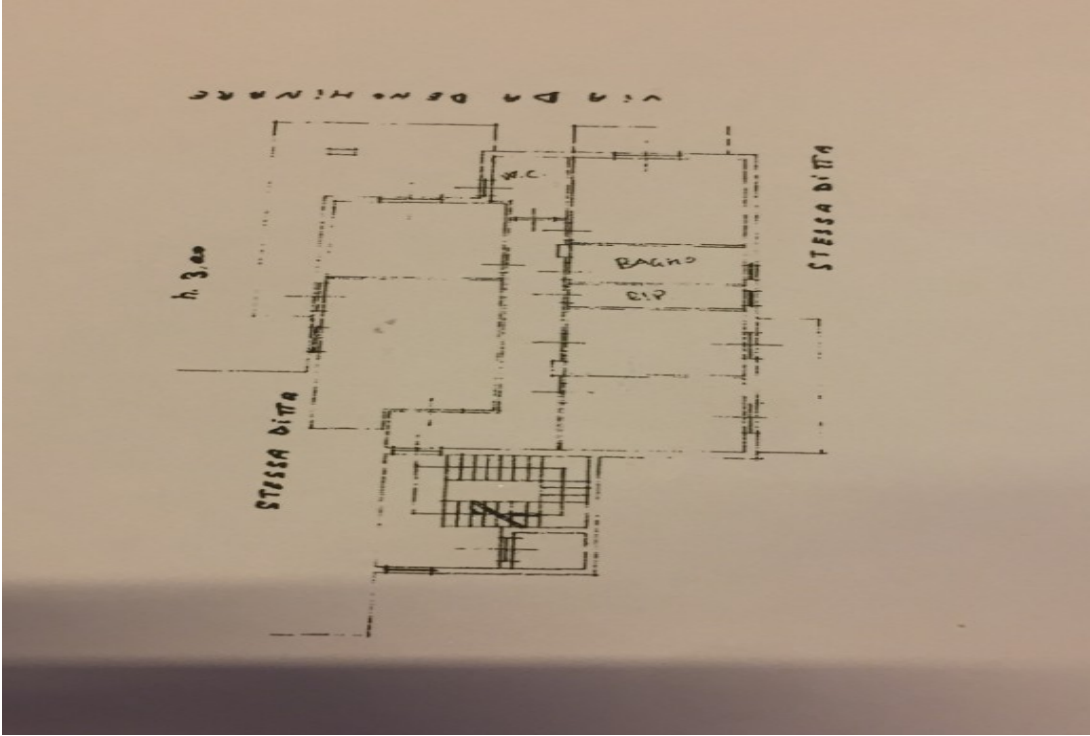 VIA DA DENOMINARE
W.C.
STESSA DITTA
BAGNO
RIP
h. 3,00
STESSA DITTA